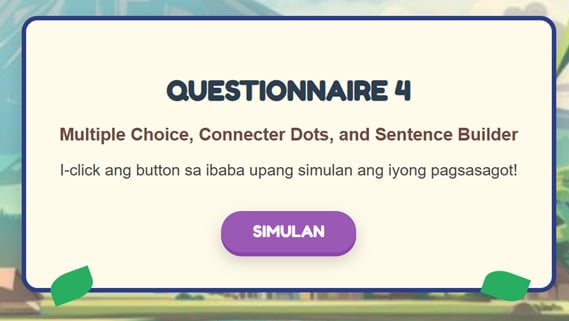 QUESTIONNAIRE 4
Multiple Choice, Connecter Dots, and Sentence Builder
I-click ang button sa ibaba upang simulan ang iyong pagsasagot!
SIMULAN